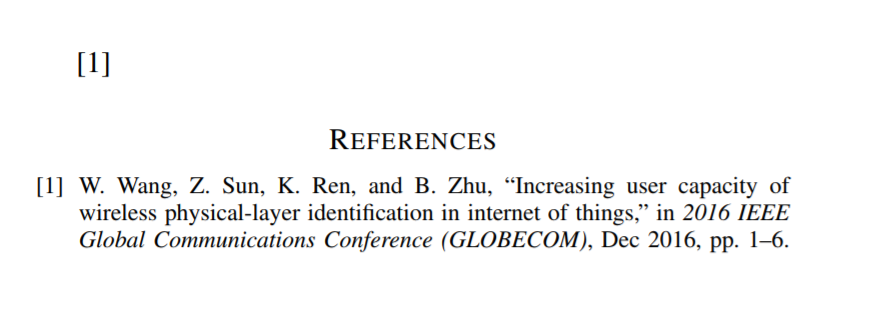 [1]
REFERENCES
[1] W. Wang, Z. Sun, K. Ren, and B. Zhu, “Increasing user capacity of
wireless physical-layer identification in internet of things,” in 2016 IEEE
Global Communications Conference (GLOBECOM), Dec 2016, pp. 1–6.